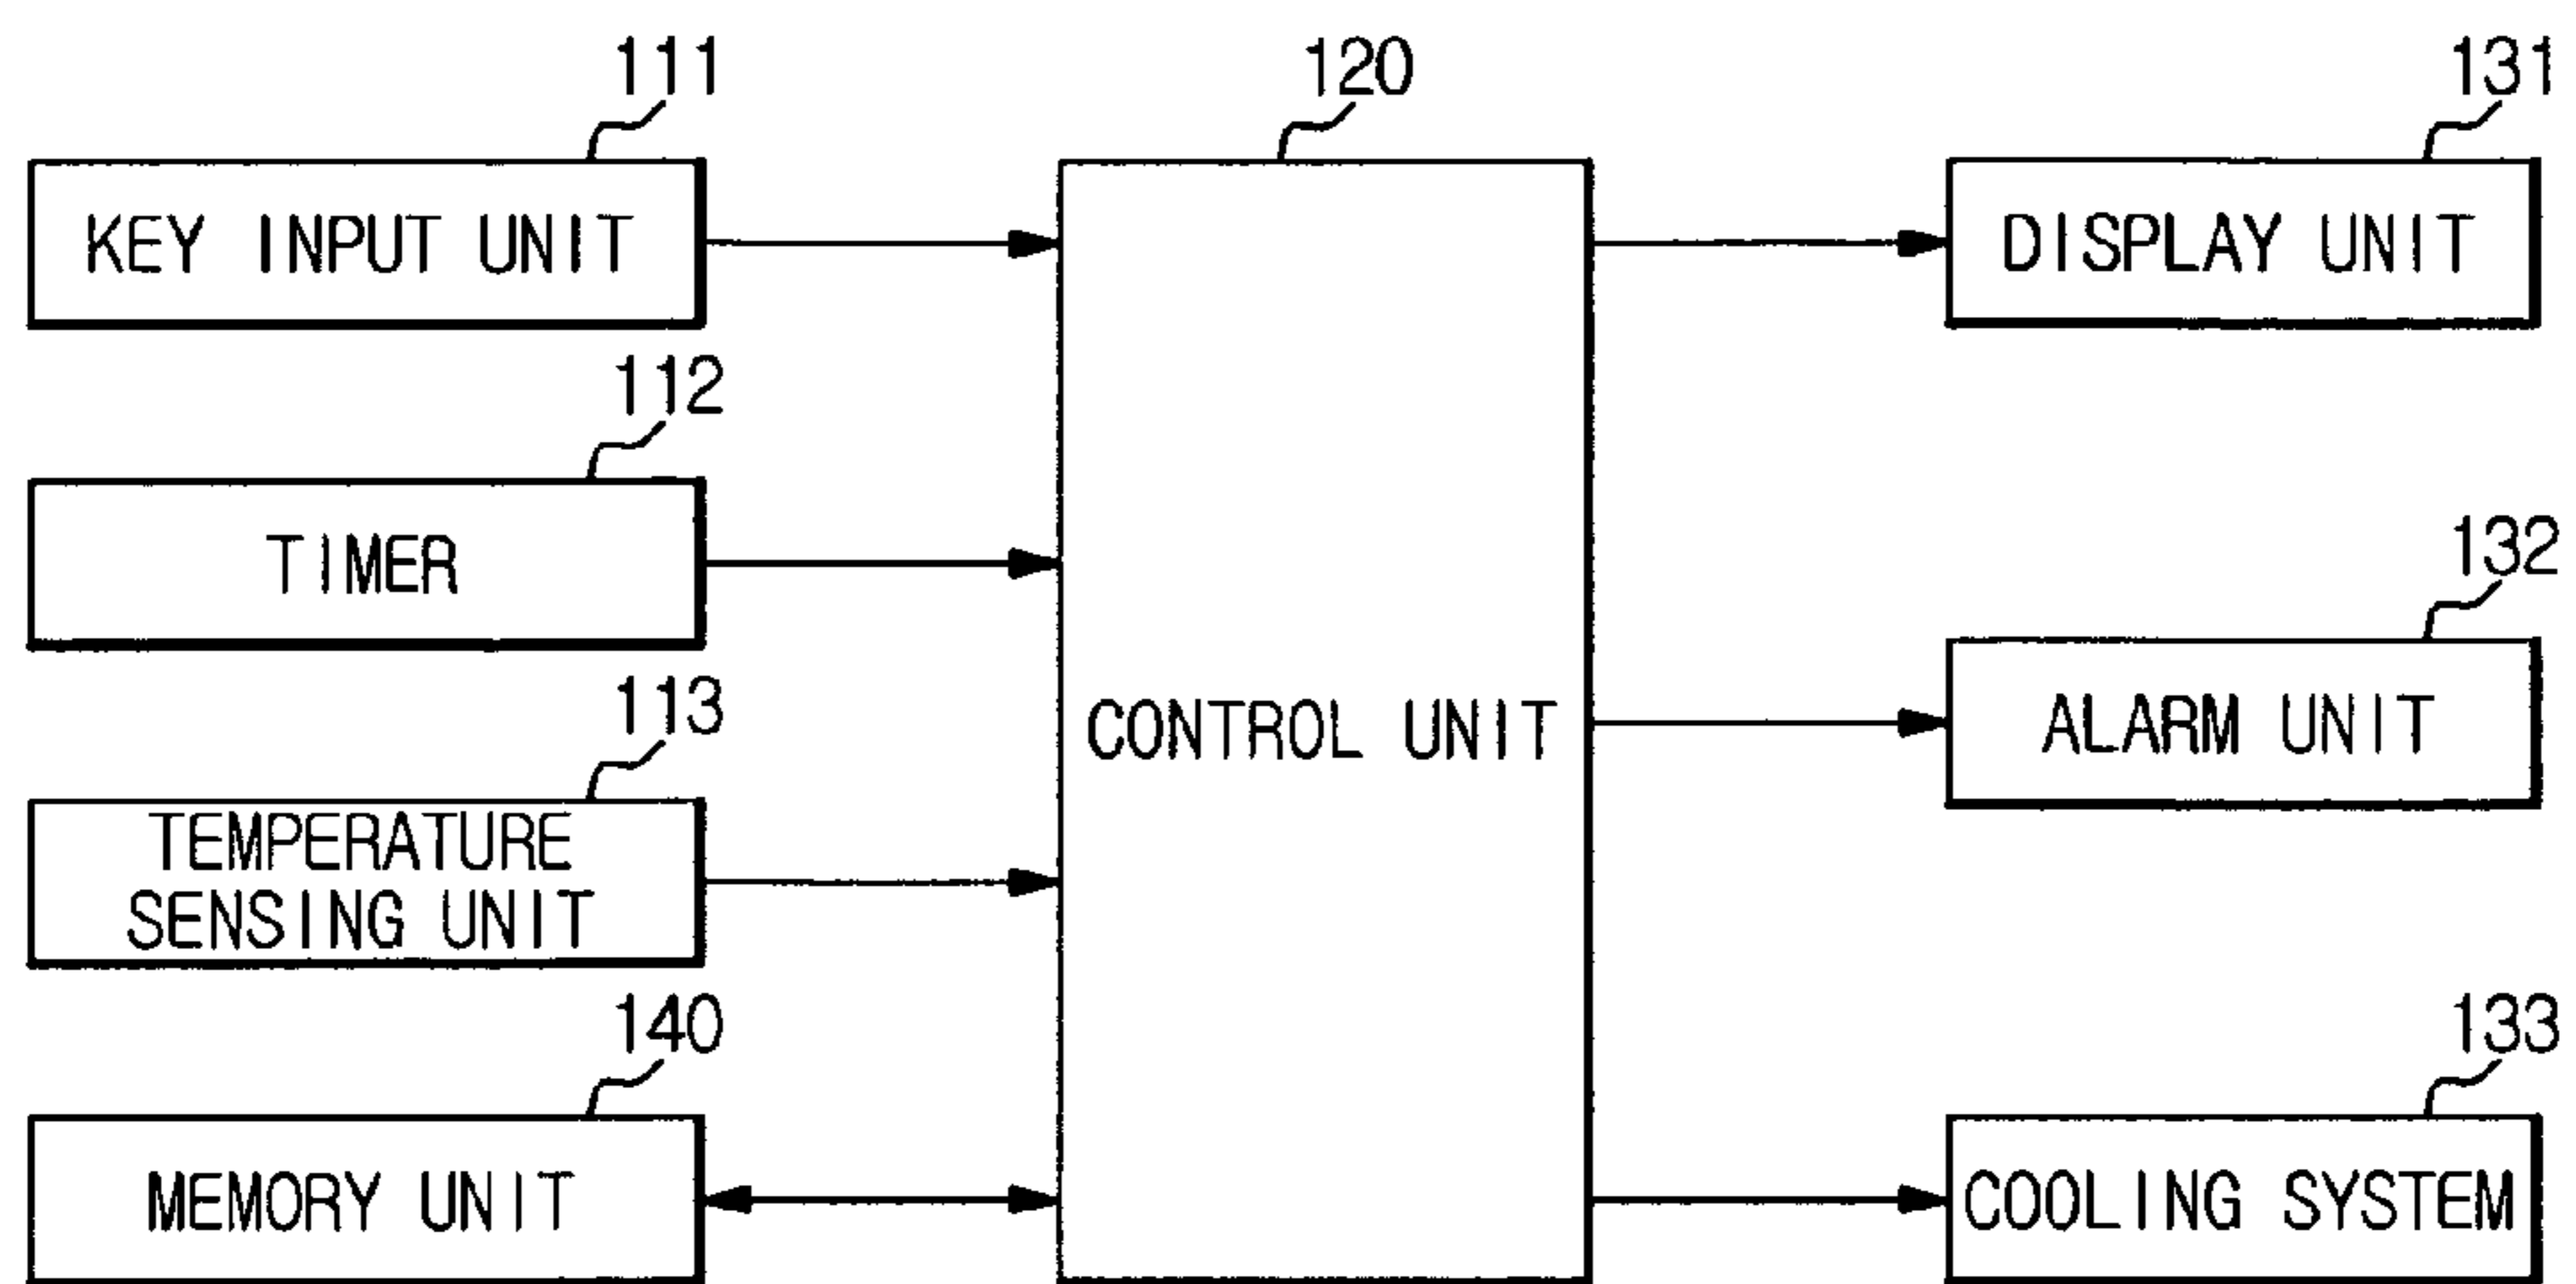 111
120
131
KEY INPUT UNIT
DISPLAY UNIT
112
TIMER
132
113
CONTROL UNIT
ALARM UNIT
TEMPERATURE
SENSING UNIT
140
133
MEMORY UNIT
COOLING SYSTEM